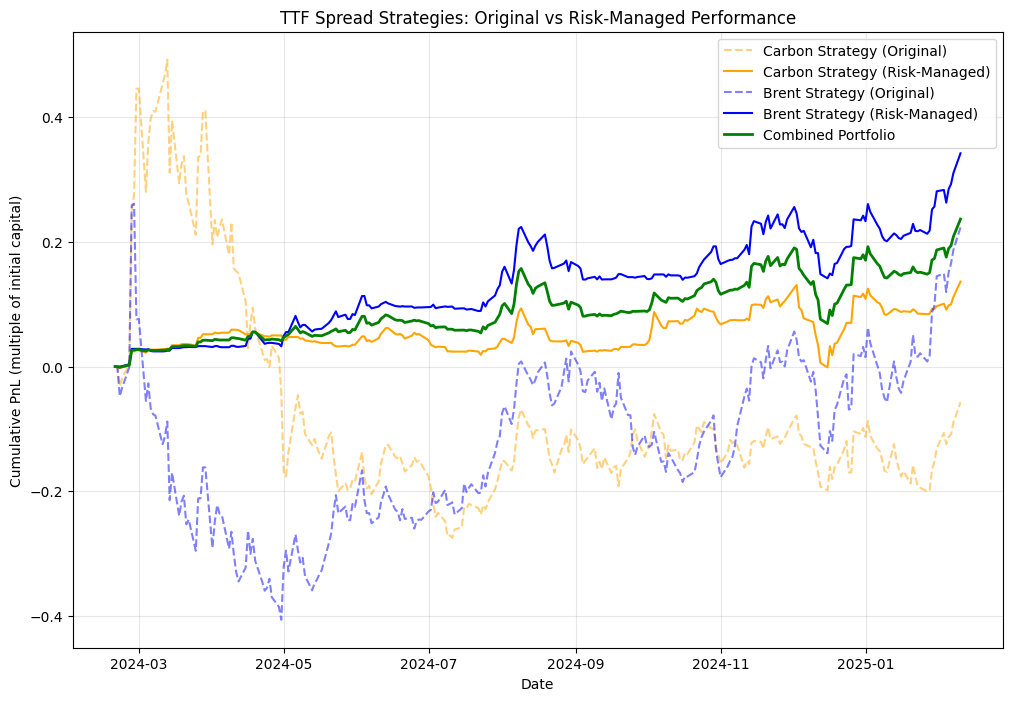 TTF Spread Strategies: Original vs Risk-Managed Performance
Carbon Strategy (Original)
Carbon Strategy (Risk-Managed)
Brent Strategy (Original)
Brent Strategy (Risk-Managed)
Combined Portfolio
Cumulative PnL (multiple of initial capital)
0.4
0.2
0.0
−0.2
−0.4
2024-03
2024-05
2024-07
2024-09
2024-11
2025-01
Date